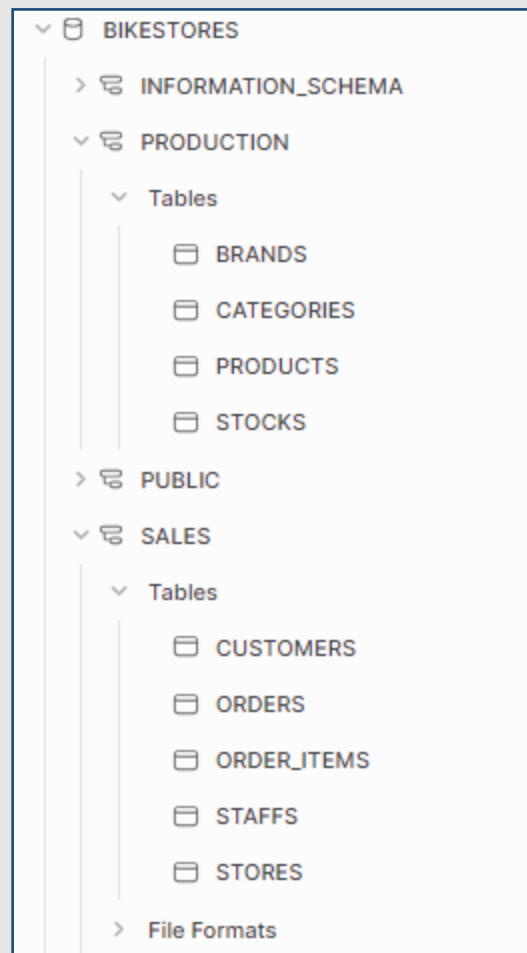 BIKESTORES
INFORMATION_SCHEMA
PRODUCTION
Tables
BRANDS
CATEGORIES
PRODUCTS
STOCKS
PUBLIC
SALES
Tables
CUSTOMERS
ORDERS
ORDER_ITEMS
STAFFS
STORES
File Formats